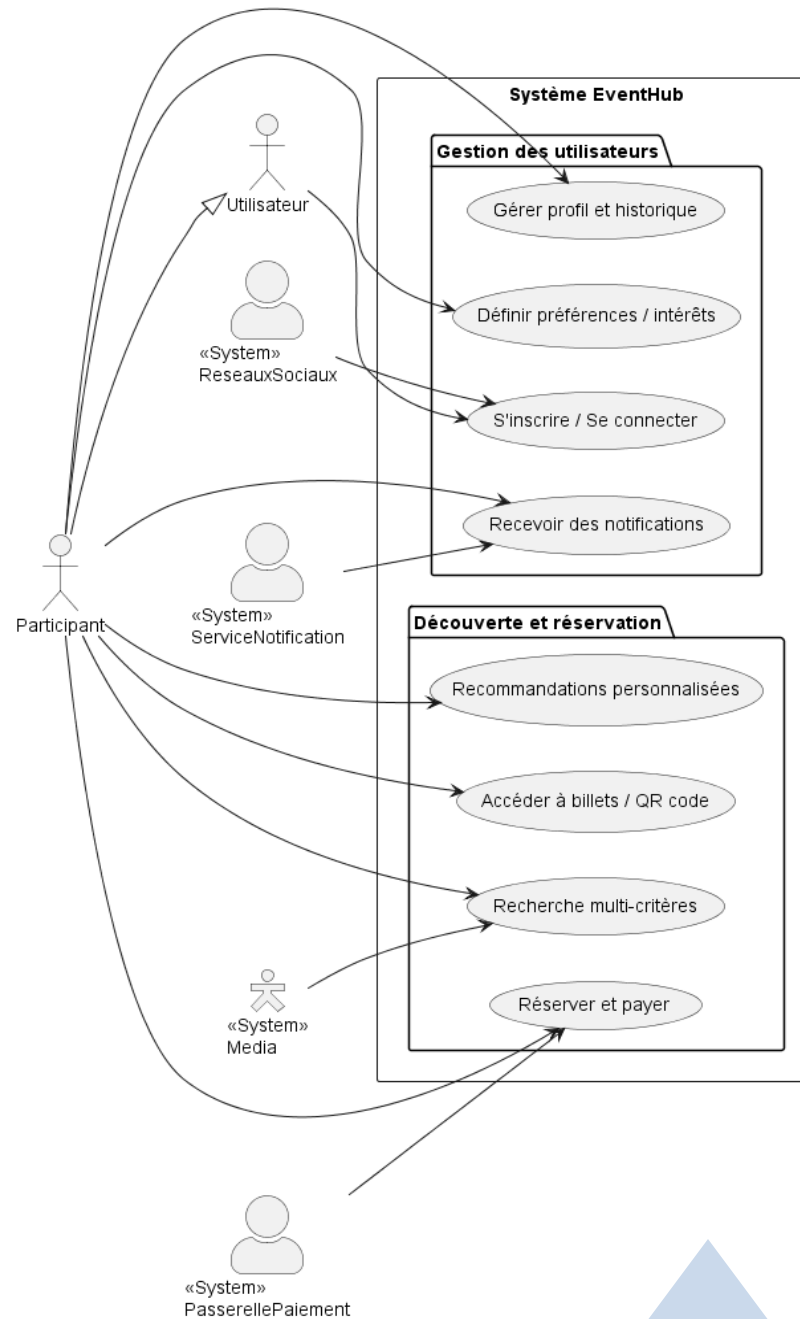 Système EventHub
Gestion des utilisateurs
Gérer profil et historique
Utilisateur
Définir préférences / intérêts
«System»
ReseauxSociaux
S'inscrire / Se connecter
Recevoir des notifications
Participant
«System»
ServiceNotification
Découverte et réservation
Recommandations personnalisées
Accéder à billets / QR code
Recherche multi-critères
«System»
Media
Réserver et payer
«System»
PasserellePaiement